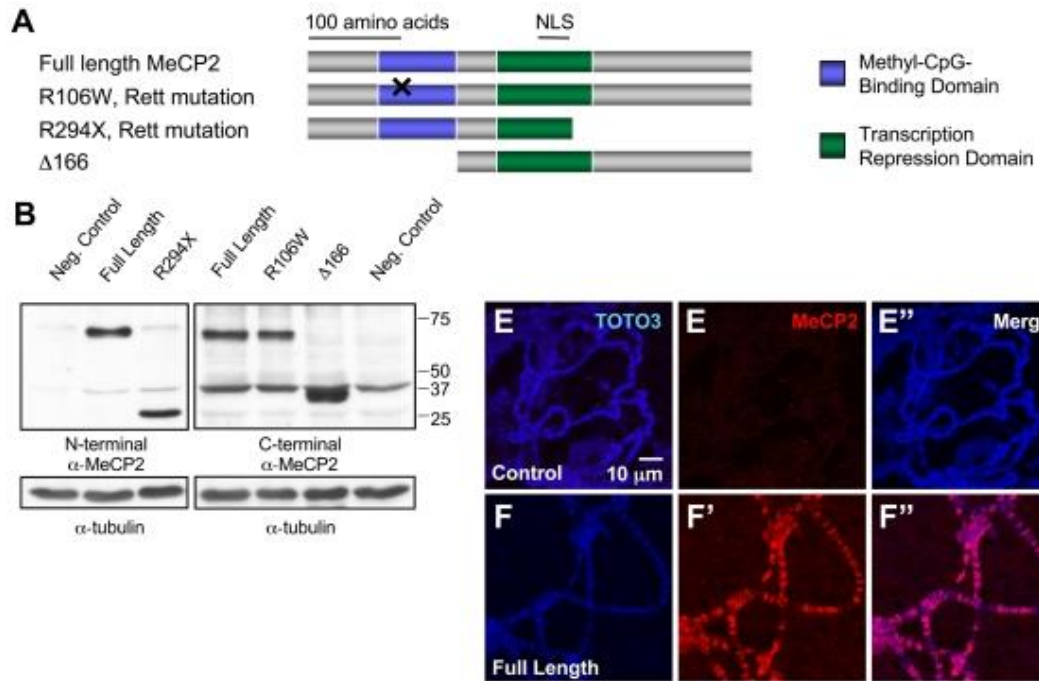 A
100 amino acids
NLS
Full length MeCP2
R106W, Rett mutation
R294X, Rett mutation
Δ166
Methyl-CpG-
Binding Domain
Transcription
Repression Domain
B
Neg. Control
Full Length
R294X
Full Length
R106W
Δ166
Neg. Control
75
50
37
25
N-terminal
α-MeCP2
C-terminal
α-MeCP2
α-tubulin
α-tubulin
E
TOTO3
E
MeCP2
E”
Merg
Control
10 μm
F
F’
F”
Full Length